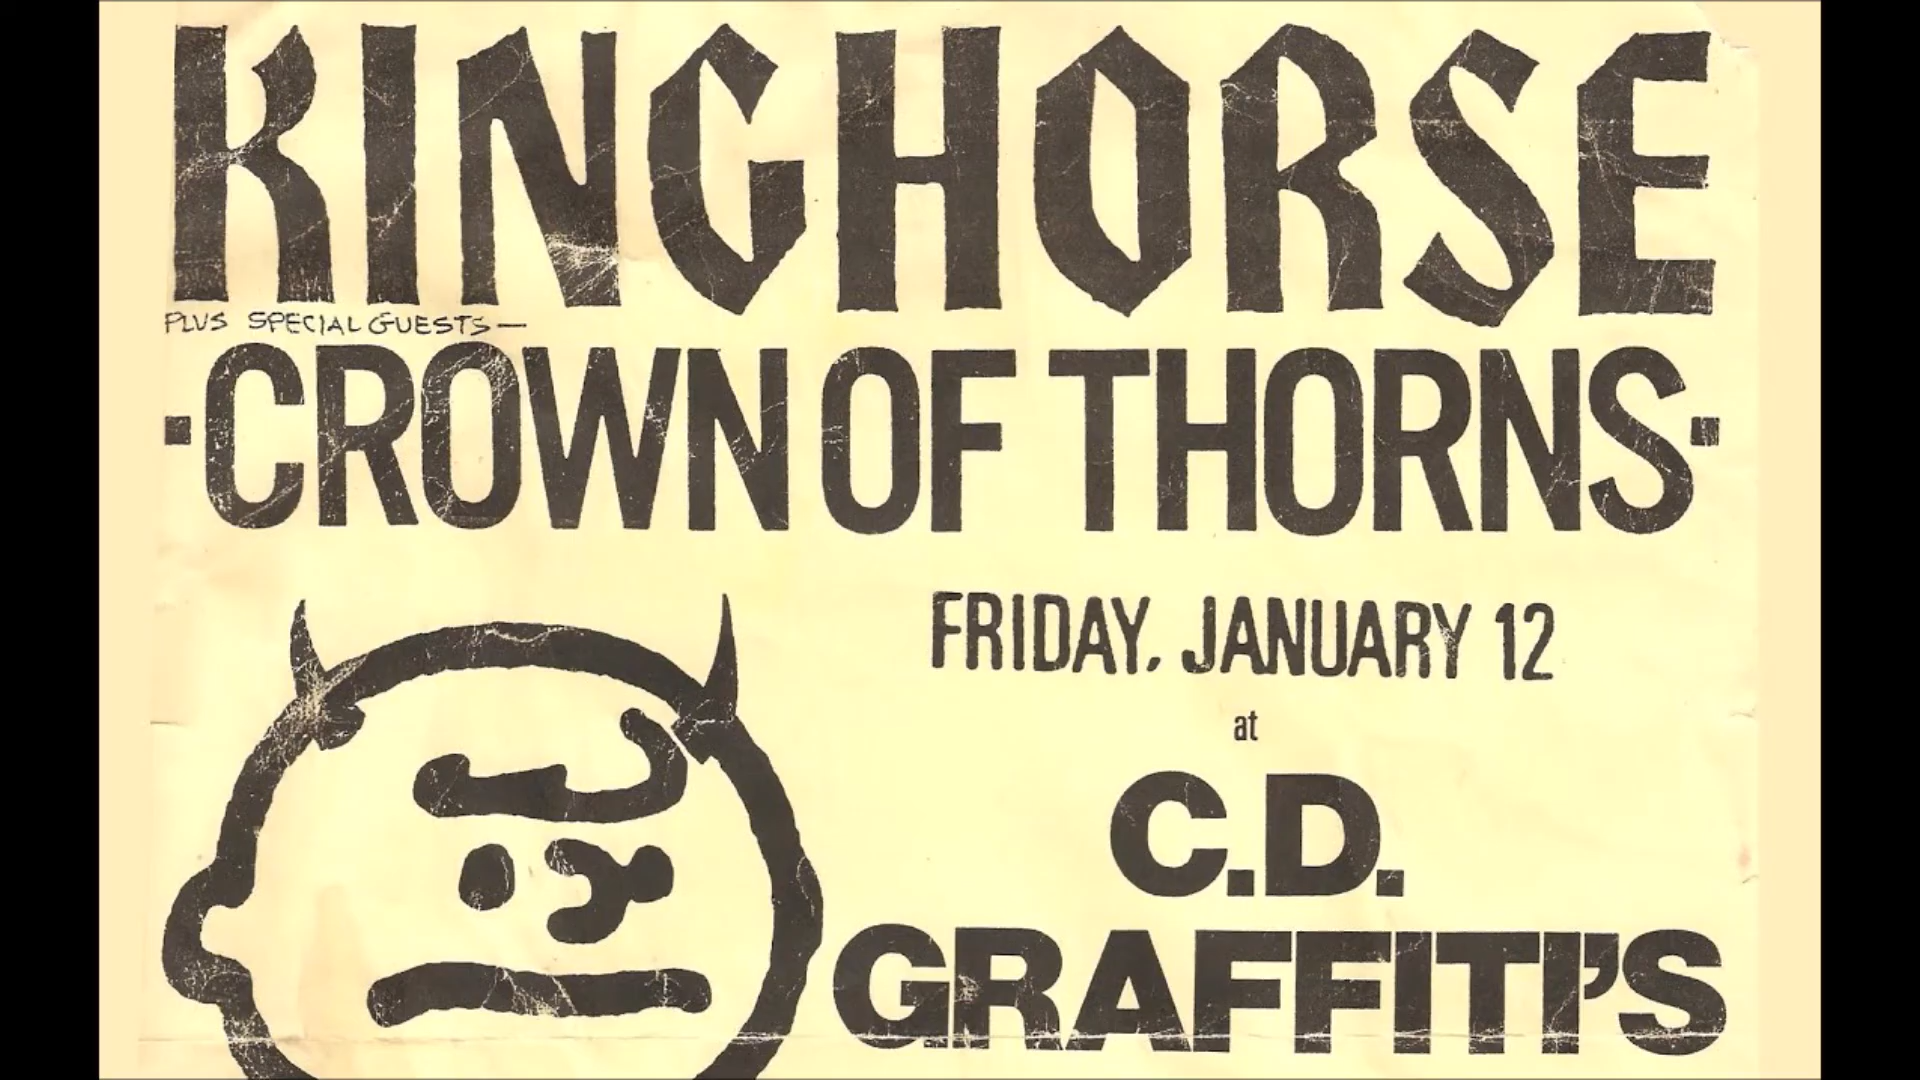 KINGHORSE
PLUS SPECIAL GUESTS—
·CROWN OF THORNS·
FRIDAY, JANUARY 12
at
C.D.
GRAFFITI'S